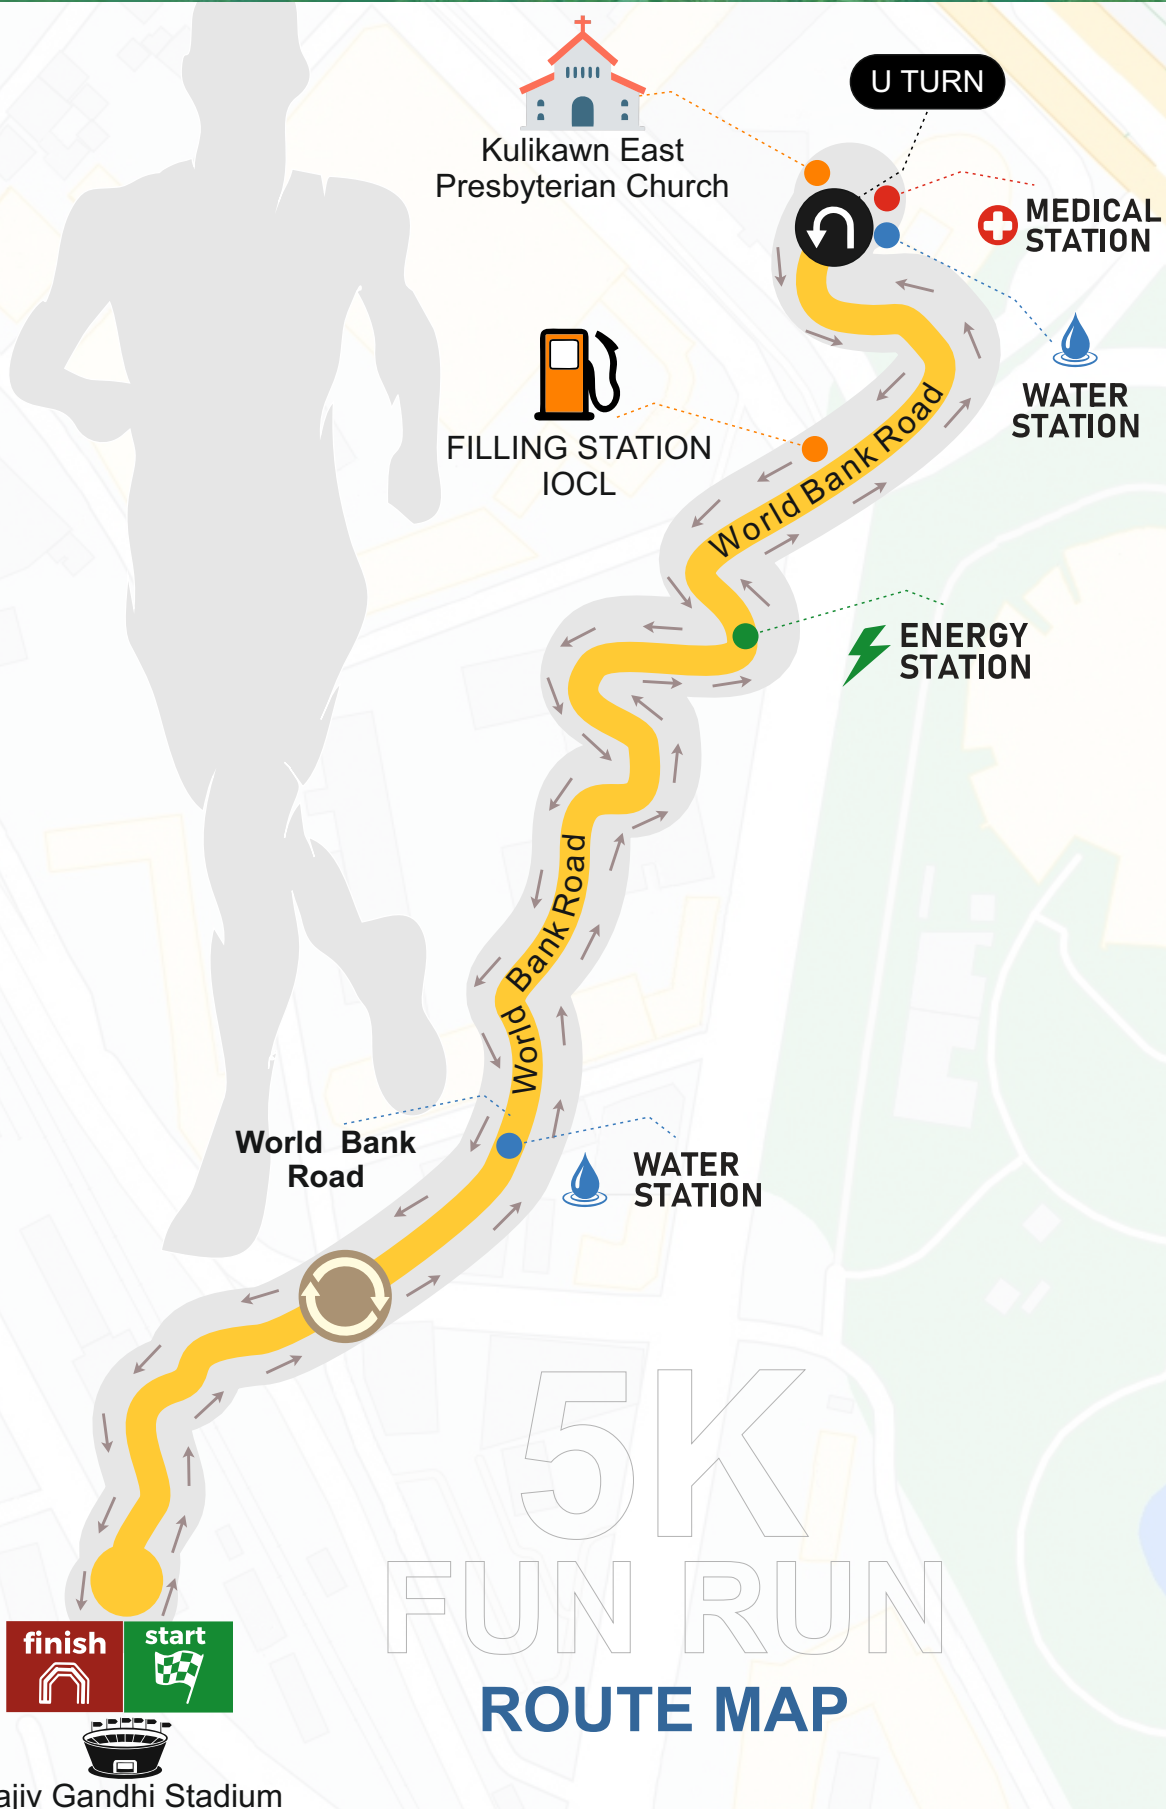 U TURN
Kulikawn East
Presbyterian Church
MEDICAL
STATION
WATER
STATION
FILLING STATION
IOCL
World Bank Road
ENERGY
STATION
World Bank Road
World Bank
Road
WATER
STATION
5K
FUN RUN
ROUTE MAP
finish
start
ajiv Gandhi Stadium